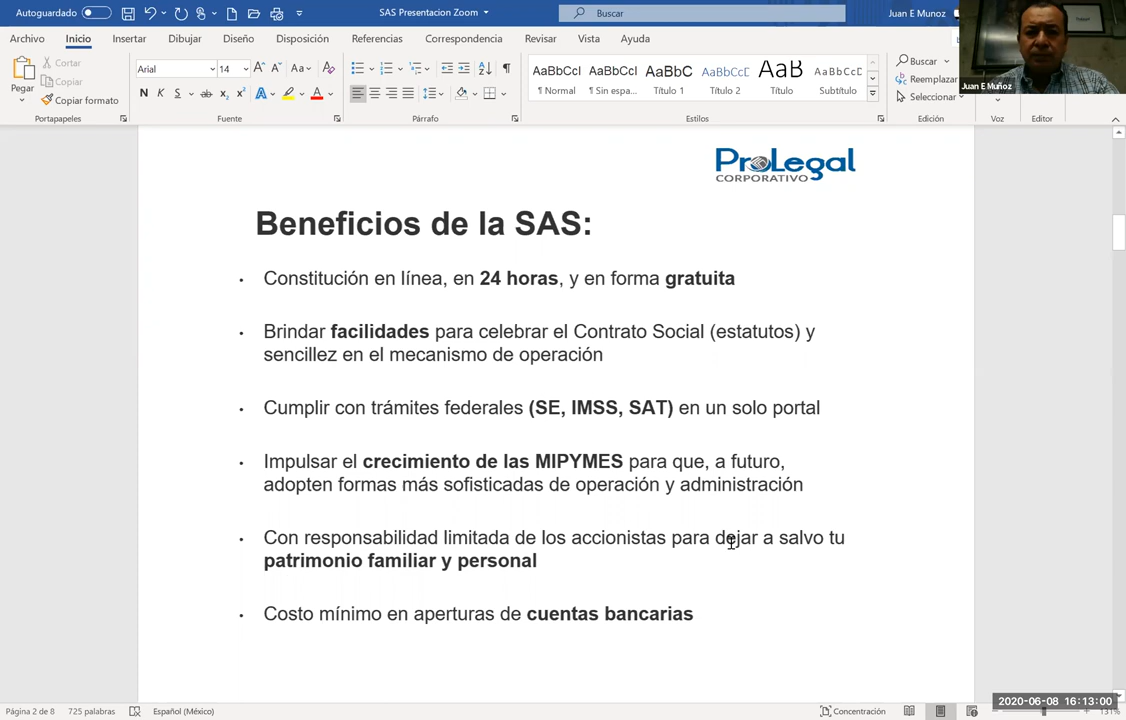 Autoguardado
SAS Presentacion Zoom
Buscar
Juan E Munoz
Archivo Inicio Insertar Dibujar Diseño Disposición Referencias Correspondencia Revisar Vista Ayuda
Pegar
Cortar
Copiar
Copiar formato
Portapapeles
Arial 14
Aa
N K S ab x₂ x²
A A
Fuente
Párrafo
AaBbCcI AaBbCcI AaBbC AaBbCcD AaB AaBbCcD
¶ Normal ¶ Sin espa... Título 1 Título 2 Título Subtítulo
Estilos
Buscar
Reemplazar
Seleccionar
Edición
Voz
Editor
Juan E Muñoz
ProLegal
CORPORATIVO
Beneficios de la SAS:
• Constitución en línea, en 24 horas, y en forma gratuita
• Brindar facilidades para celebrar el Contrato Social (estatutos) y
sencillez en el mecanismo de operación
• Cumplir con trámites federales (SE, IMSS, SAT) en un solo portal
• Impulsar el crecimiento de las MIPYMES para que, a futuro,
adopten formas más sofisticadas de operación y administración
• Con responsabilidad limitada de los accionistas para dejar a salvo tu
patrimonio familiar y personal
• Costo mínimo en aperturas de cuentas bancarias
Página 2 de 8 725 palabras Español (México)
Concentración
131%
2020-06-08 16:13:00